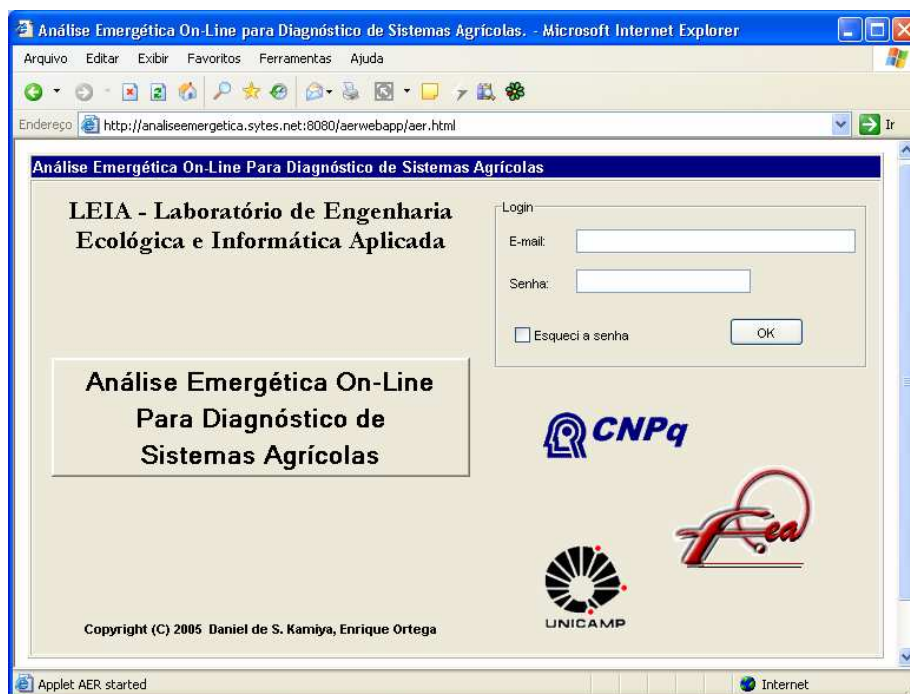 Análise Emergética On-Line para Diagnóstico de Sistemas Agrícolas. - Microsoft Internet Explorer
Arquivo Editar Exibir Favoritos Ferramentas Ajuda
Endereço http://analiseemergetica.sytes.net:8080/aerwebapp/aer.html Ir
Análise Emergética On-Line Para Diagnóstico de Sistemas Agrícolas
LEIA - Laboratório de Engenharia
Ecológica e Informática Aplicada
Login
E-mail:
Senha:
Esqueci a senha OK
Análise Emergética On-Line
Para Diagnóstico de
Sistemas Agrícolas
CNPq
Fea
UNICAMP
Copyright (C) 2005 Daniel de S. Kamiya, Enrique Ortega
Applet AER started Internet